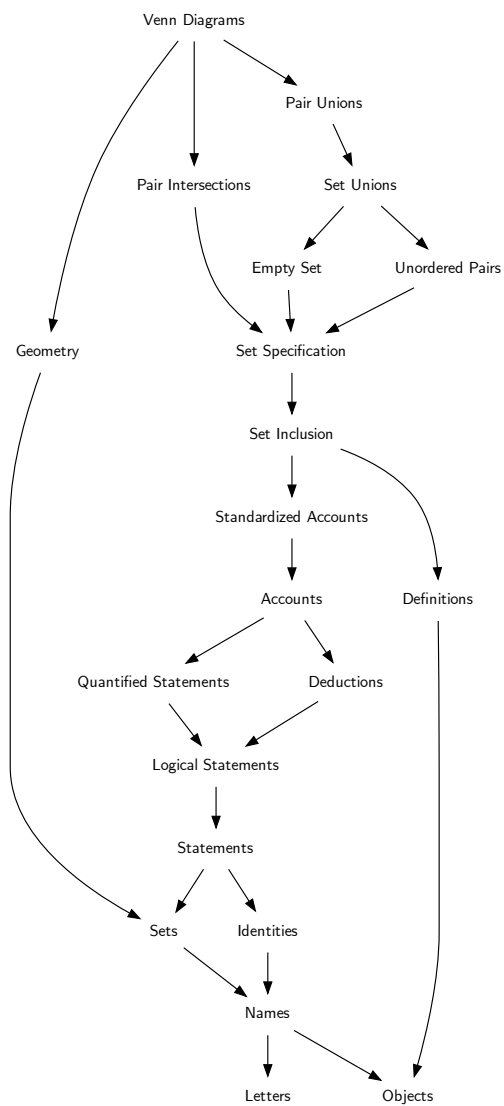 Venn Diagrams
Pair Unions
Pair Intersections
Set Unions
Empty Set
Unordered Pairs
Geometry
Set Specification
Set Inclusion
Standardized Accounts
Accounts
Definitions
Quantified Statements
Deductions
Logical Statements
Statements
Sets
Identities
Names
Letters
Objects